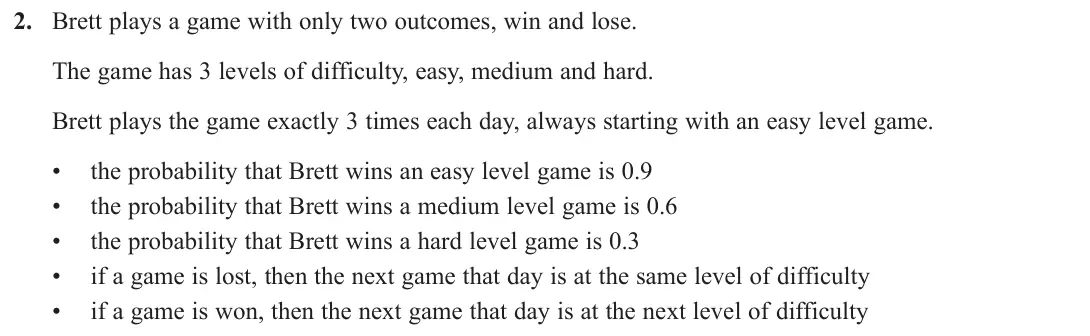 2. Brett plays a game with only two outcomes, win and lose.
The game has 3 levels of difficulty, easy, medium and hard.
Brett plays the game exactly 3 times each day, always starting with an easy level game.
• the probability that Brett wins an easy level game is 0.9
• the probability that Brett wins a medium level game is 0.6
• the probability that Brett wins a hard level game is 0.3
• if a game is lost, then the next game that day is at the same level of difficulty
• if a game is won, then the next game that day is at the next level of difficulty